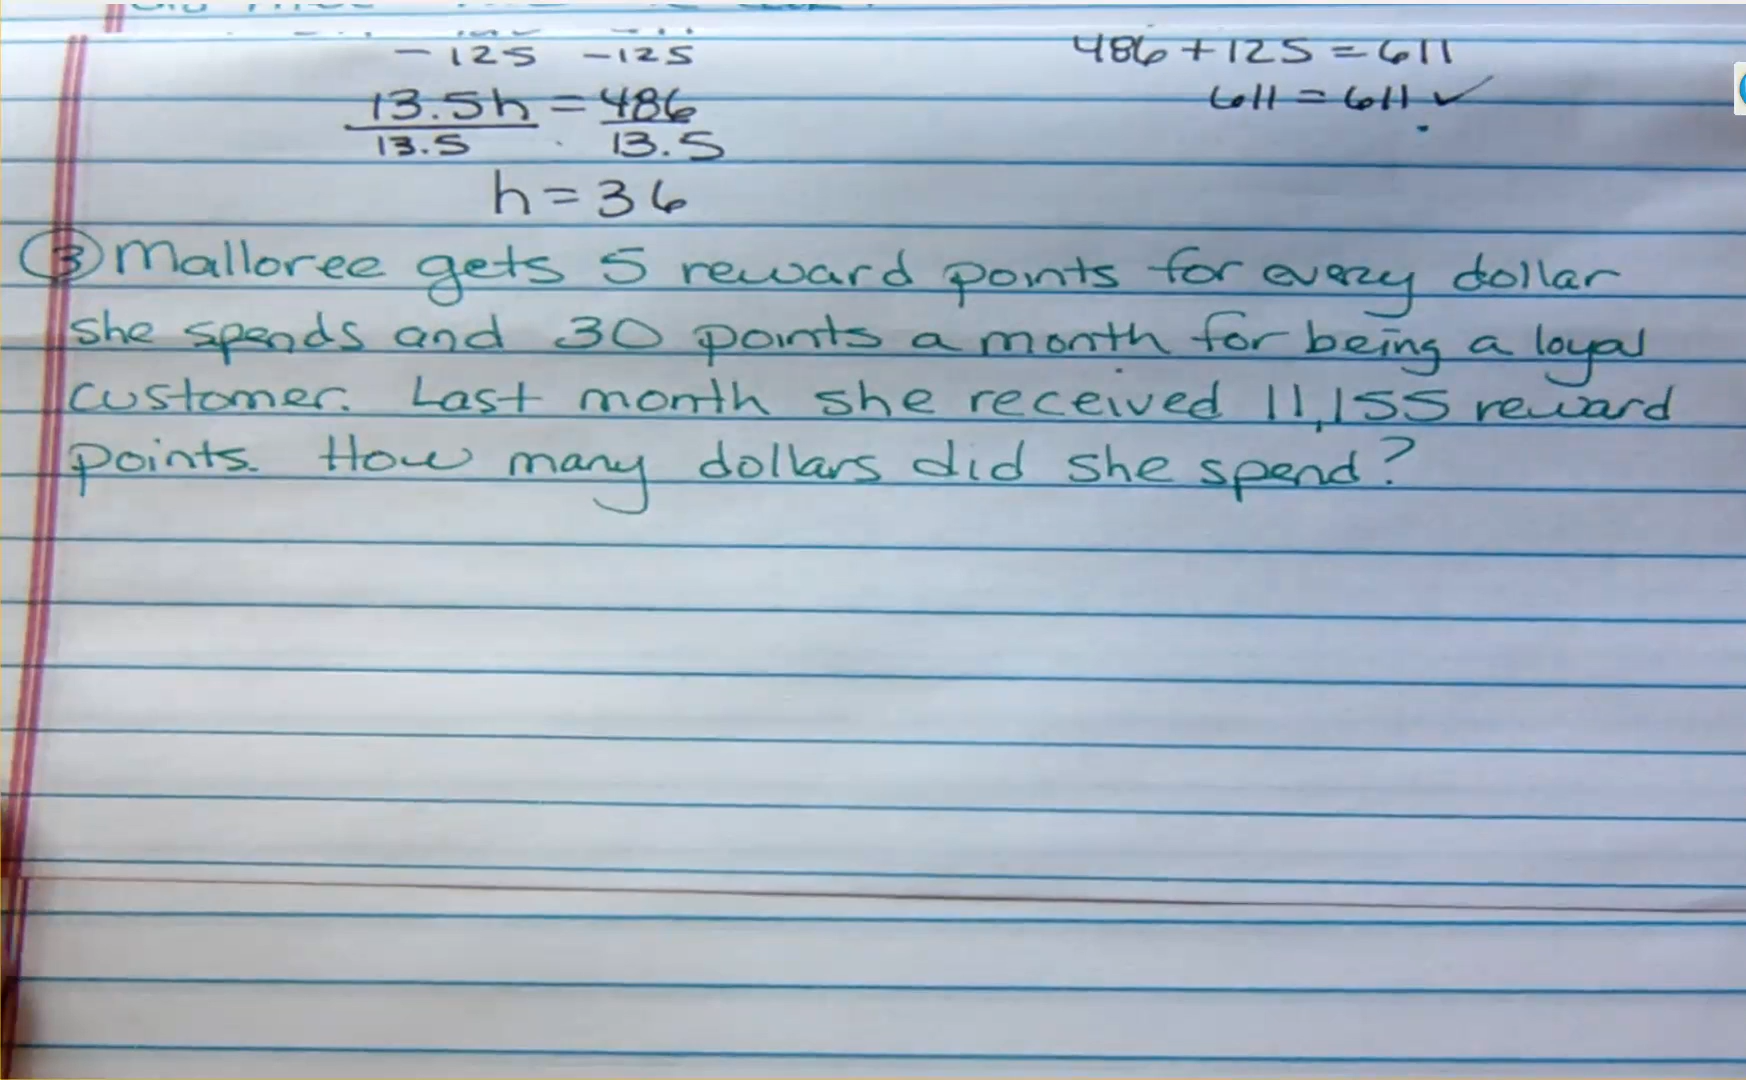 -125 -125
486+125=611
13.5h = 486
611 = 611 ✓
13.5 13.5
h = 36
③ Malloree gets 5 reward points for every dollar
she spends and 30 points a month for being a loyal
customer. Last month she received 11,155 reward
points. How many dollars did she spend?